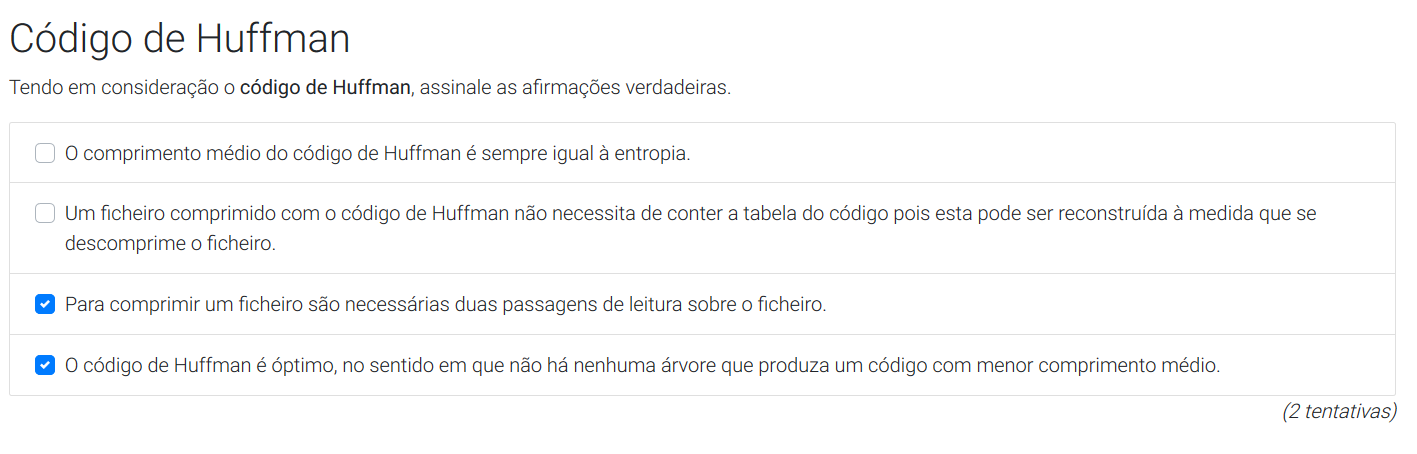 Código de Huffman
Tendo em consideração o código de Huffman, assinale as afirmações verdadeiras.
O comprimento médio do código de Huffman é sempre igual à entropia.
Um ficheiro comprimido com o código de Huffman não necessita de conter a tabela do código pois esta pode ser reconstruída à medida que se
descomprime o ficheiro.
Para comprimir um ficheiro são necessárias duas passagens de leitura sobre o ficheiro.
O código de Huffman é óptimo, no sentido em que não há nenhuma árvore que produza um código com menor comprimento médio.
(2 tentativas)